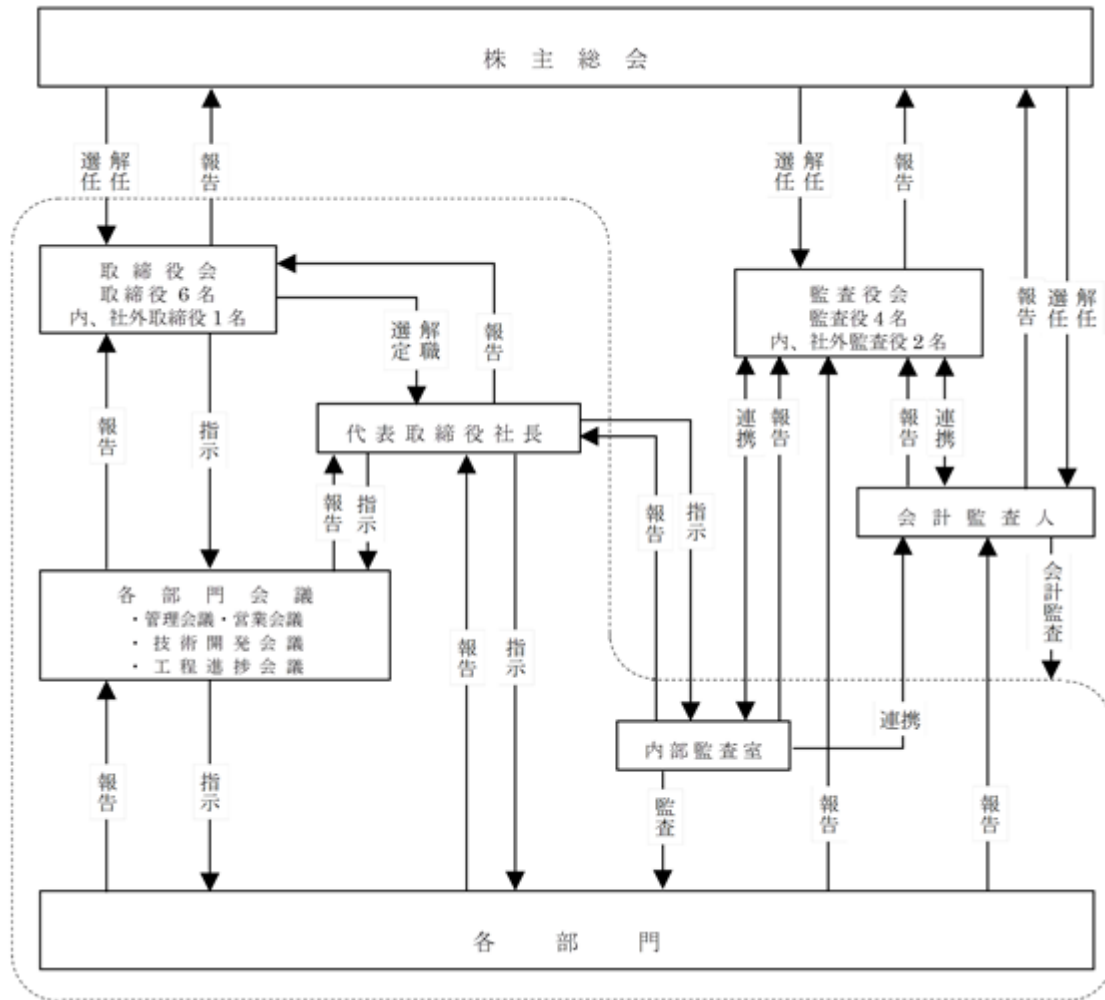 株主総会
選任 解任
報告
選任 解任
報告
報告
選任 解任
取締役会
取締役6名
内、社外取締役1名
監査役会
監査役4名
内、社外監査役2名
選定 解職
報告
報告
指示
代表取締役社長
連携
報告
報告
連携
会計監査人
報告
指示
報告
指示
会計監査
各部門会議
・管理会議・営業会議
・技術開発会議
・工程進捗会議
報告
指示
連携
内部監査室
報告
指示
監査
報告
報告
各部門